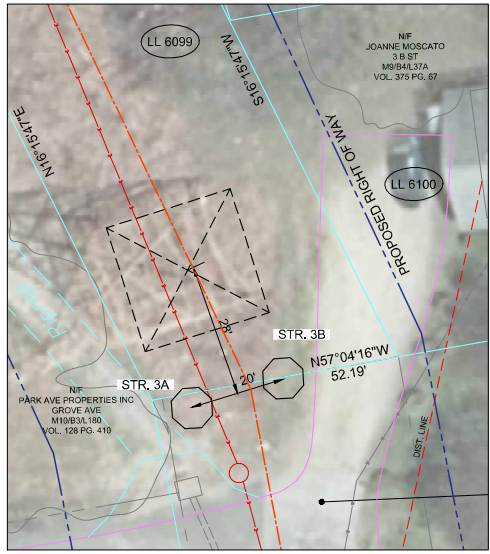 LL 6099
N/F
JOANNE MOSCATO
3 B ST
M9/B4/L37A
VOL. 375 PG. 67
S16°15'47"W
N16°15'47"E
PROPOSED RIGHT OF WAY
LL 6100
28'
STR. 3B
N57°04'16"W
52.19'
STR. 3A
20'
N/F
PARK AVE PROPERTIES INC
GROVE AVE
M10/B3/L180
VOL. 128 PG. 410
DIST. LINE